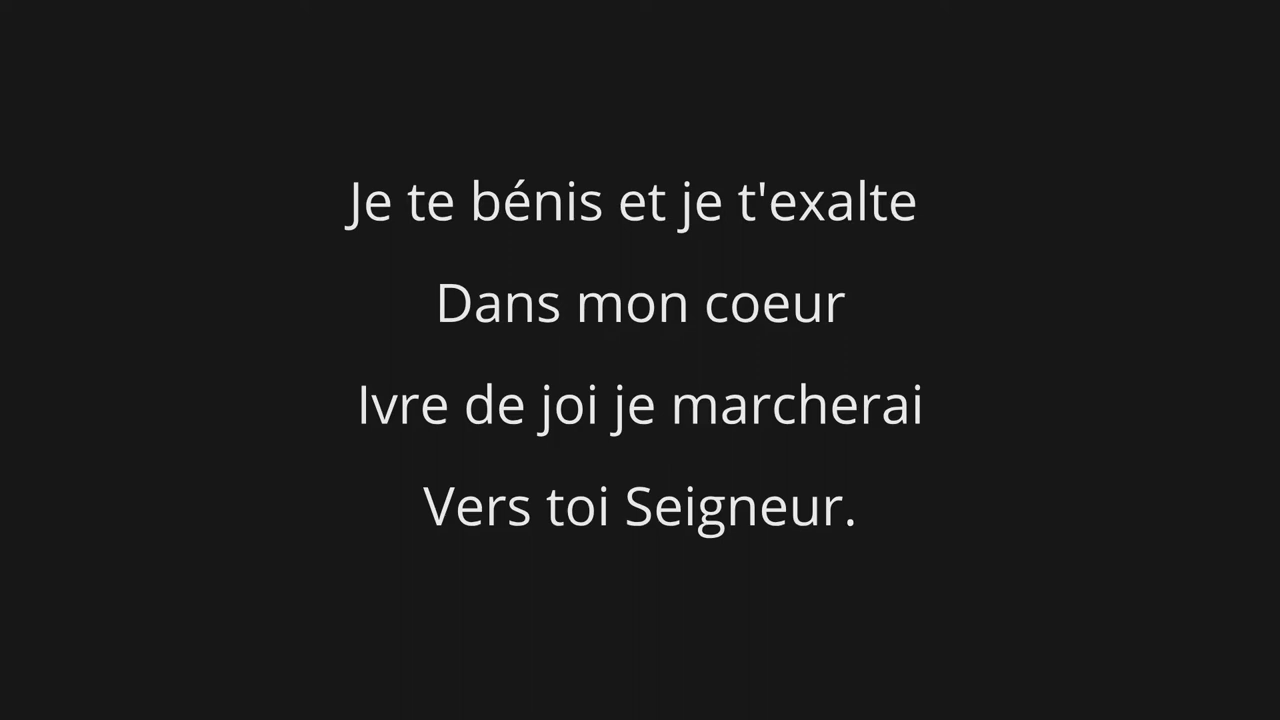 Je te bénis et je t'exalte
Dans mon coeur
Ivre de joi je marcherai
Vers toi Seigneur.